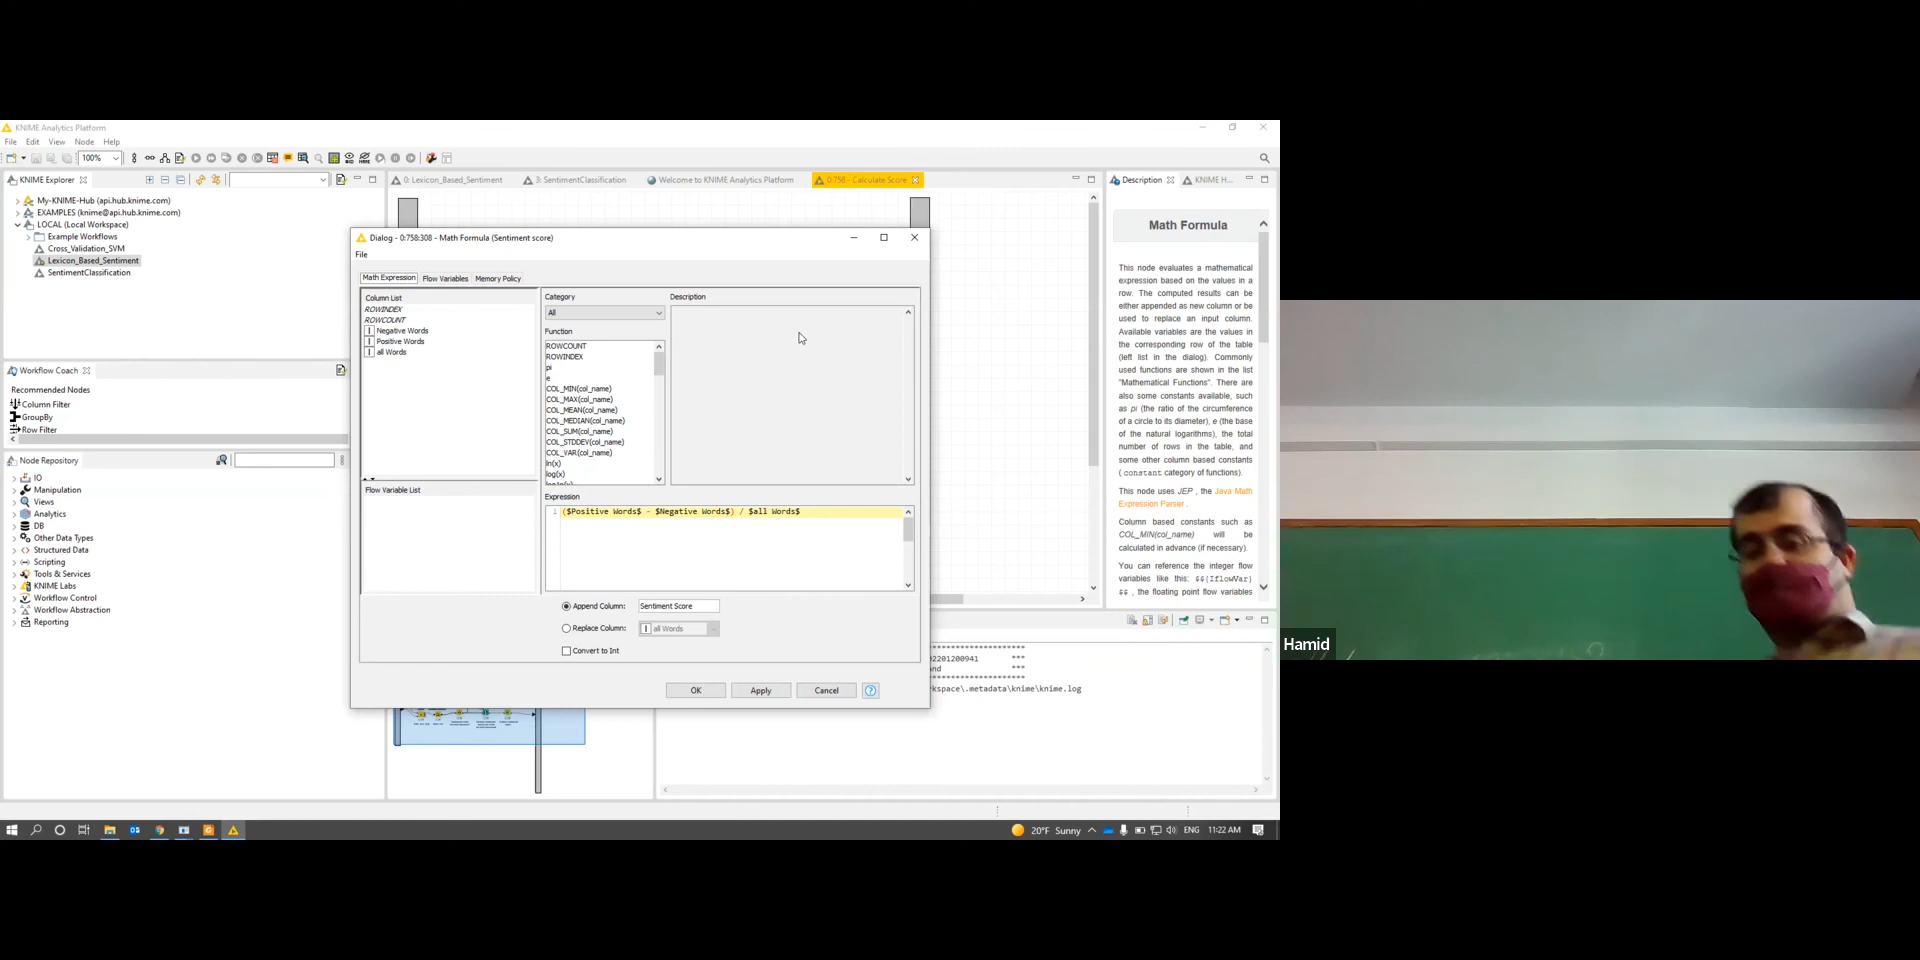 KNIME Analytics Platform
File Edit View Node Help
100%
KNIME Explorer
My-KNIME-Hub (api.hub.knime.com)
EXAMPLES (knime@api.hub.knime.com)
LOCAL (Local Workspace)
Example Workflows
Cross_Validation_SVM
Lexicon_Based_Sentiment
SentimentClassification
Workflow Coach
Recommended Nodes
Column Filter
GroupBy
Row Filter
Node Repository
IO
Manipulation
Views
Analytics
DB
Other Data Types
Structured Data
Scripting
Tools & Services
KNIME Labs
Workflow Control
Workflow Abstraction
Reporting
0: Lexicon_Based_Sentiment
3: SentimentClassification
Welcome to KNIME Analytics Platform
0:758 - Calculate Score
Dialog - 0:758:308 - Math Formula (Sentiment score)
File
Math Expression Flow Variables Memory Policy
Column List
ROWINDEX
ROWCOUNT
I Negative Words
I Positive Words
I all Words
Flow Variable List
Category
All
Function
ROWCOUNT
ROWINDEX
pi
e
COL_MIN(col_name)
COL_MAX(col_name)
COL_MEAN(col_name)
COL_MEDIAN(col_name)
COL_SUM(col_name)
COL_STDDEV(col_name)
COL_VAR(col_name)
ln(x)
log(x)
Description
Expression
1 ($Positive Words$ - $Negative Words$) / $all Words$
Append Column: Sentiment Score
Replace Column: I all Words
Convert to Int
OK Apply Cancel ?
Description
KNIME H...
Math Formula
This node evaluates a mathematical
expression based on the values in a
row. The computed results can be
either appended as new column or be
used to replace an input column.
Available variables are the values in
the corresponding row of the table
(left list in the dialog). Commonly
used functions are shown in the list
"Mathematical Functions". There are
also some constants available, such
as pi (the ratio of the circumference
of a circle to its diameter), e (the base
of the natural logarithms), the total
number of rows in the table, and
some other column based constants
( constant category of functions).
This node uses JEP , the Java Math
Expression Parser .
Column based constants such as
COL_MIN(col_name) will be
calculated in advance (if necessary).
You can reference the integer flow
variables like this: $${IflowVar}
$$ , the floating point flow variables
02201200941 ***
and ***
rkspace\.metadata\knime\knime.log
20°F Sunny
ENG
11:22 AM
Hamid